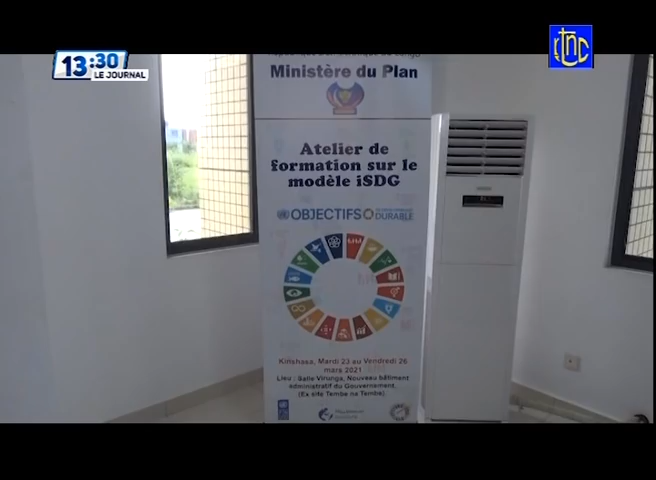 13:30
LE JOURNAL
rtnc
Ministère du Plan
Atelier de
formation sur le
modèle iSDG
OBJECTIFS
DURABLE
Kinshasa, Mardi 23 au Vendredi 26
mars 2021
Lieu : Salle Virunga, Nouveau bâtiment
administratif du Gouvernement.
(Ex site Tembe na Tembe)